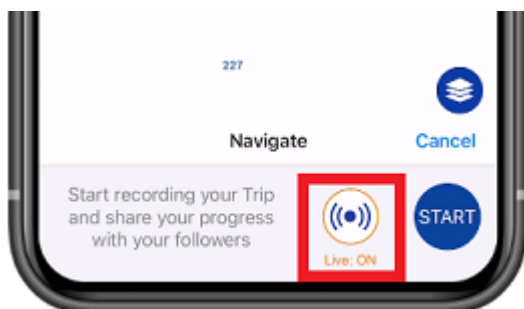 227
Navigate
Cancel
Start recording your Trip
and share your progress
with your followers
Live: ON
START